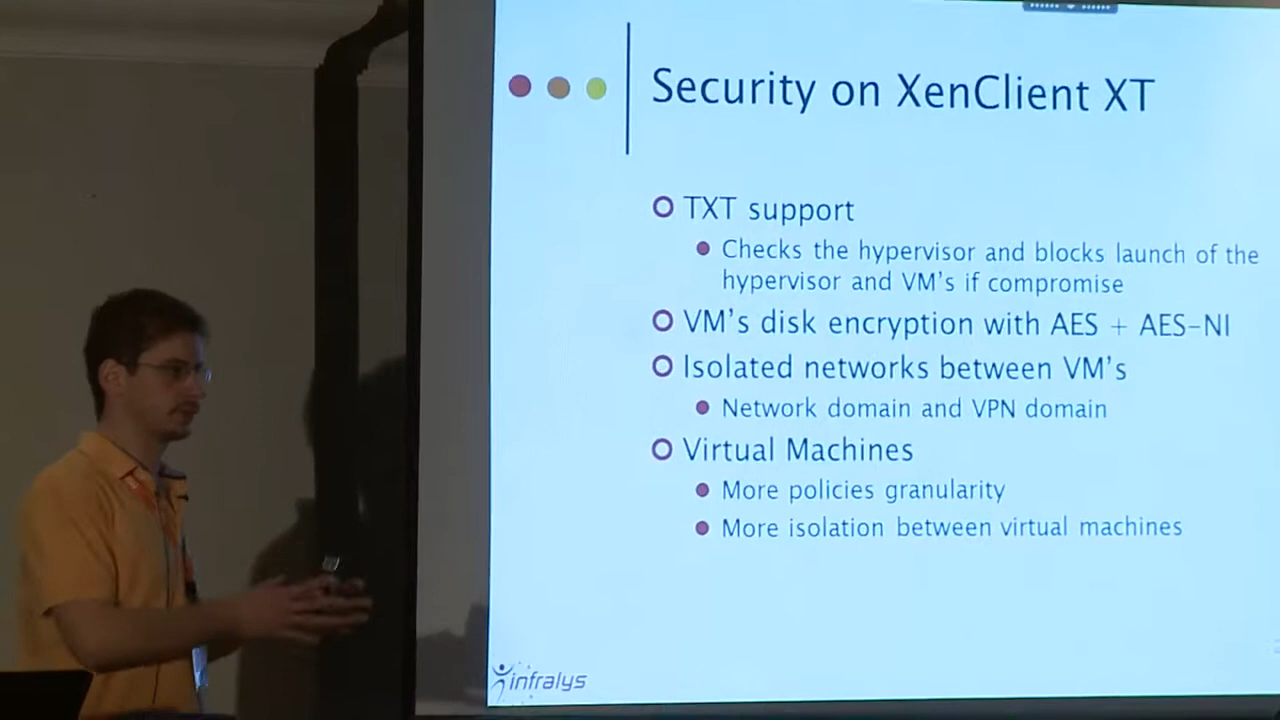 Security on XenClient XT
TXT support
Checks the hypervisor and blocks launch of the
hypervisor and VM's if compromise
VM's disk encryption with AES + AES-NI
Isolated networks between VM's
Network domain and VPN domain
Virtual Machines
More policies granularity
More isolation between virtual machines
infralys